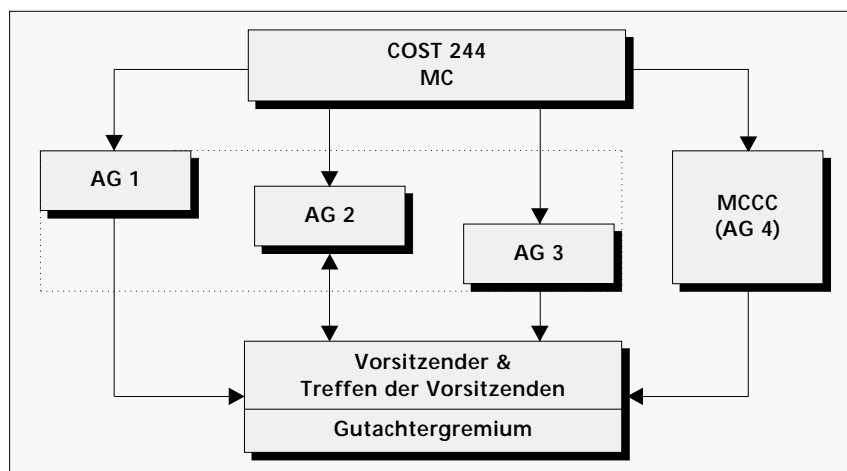 COST 244
MC
AG 1
AG 2
AG 3
MCCC
(AG 4)
Vorsitzender &
Treffen der Vorsitzenden
Gutachtergremium